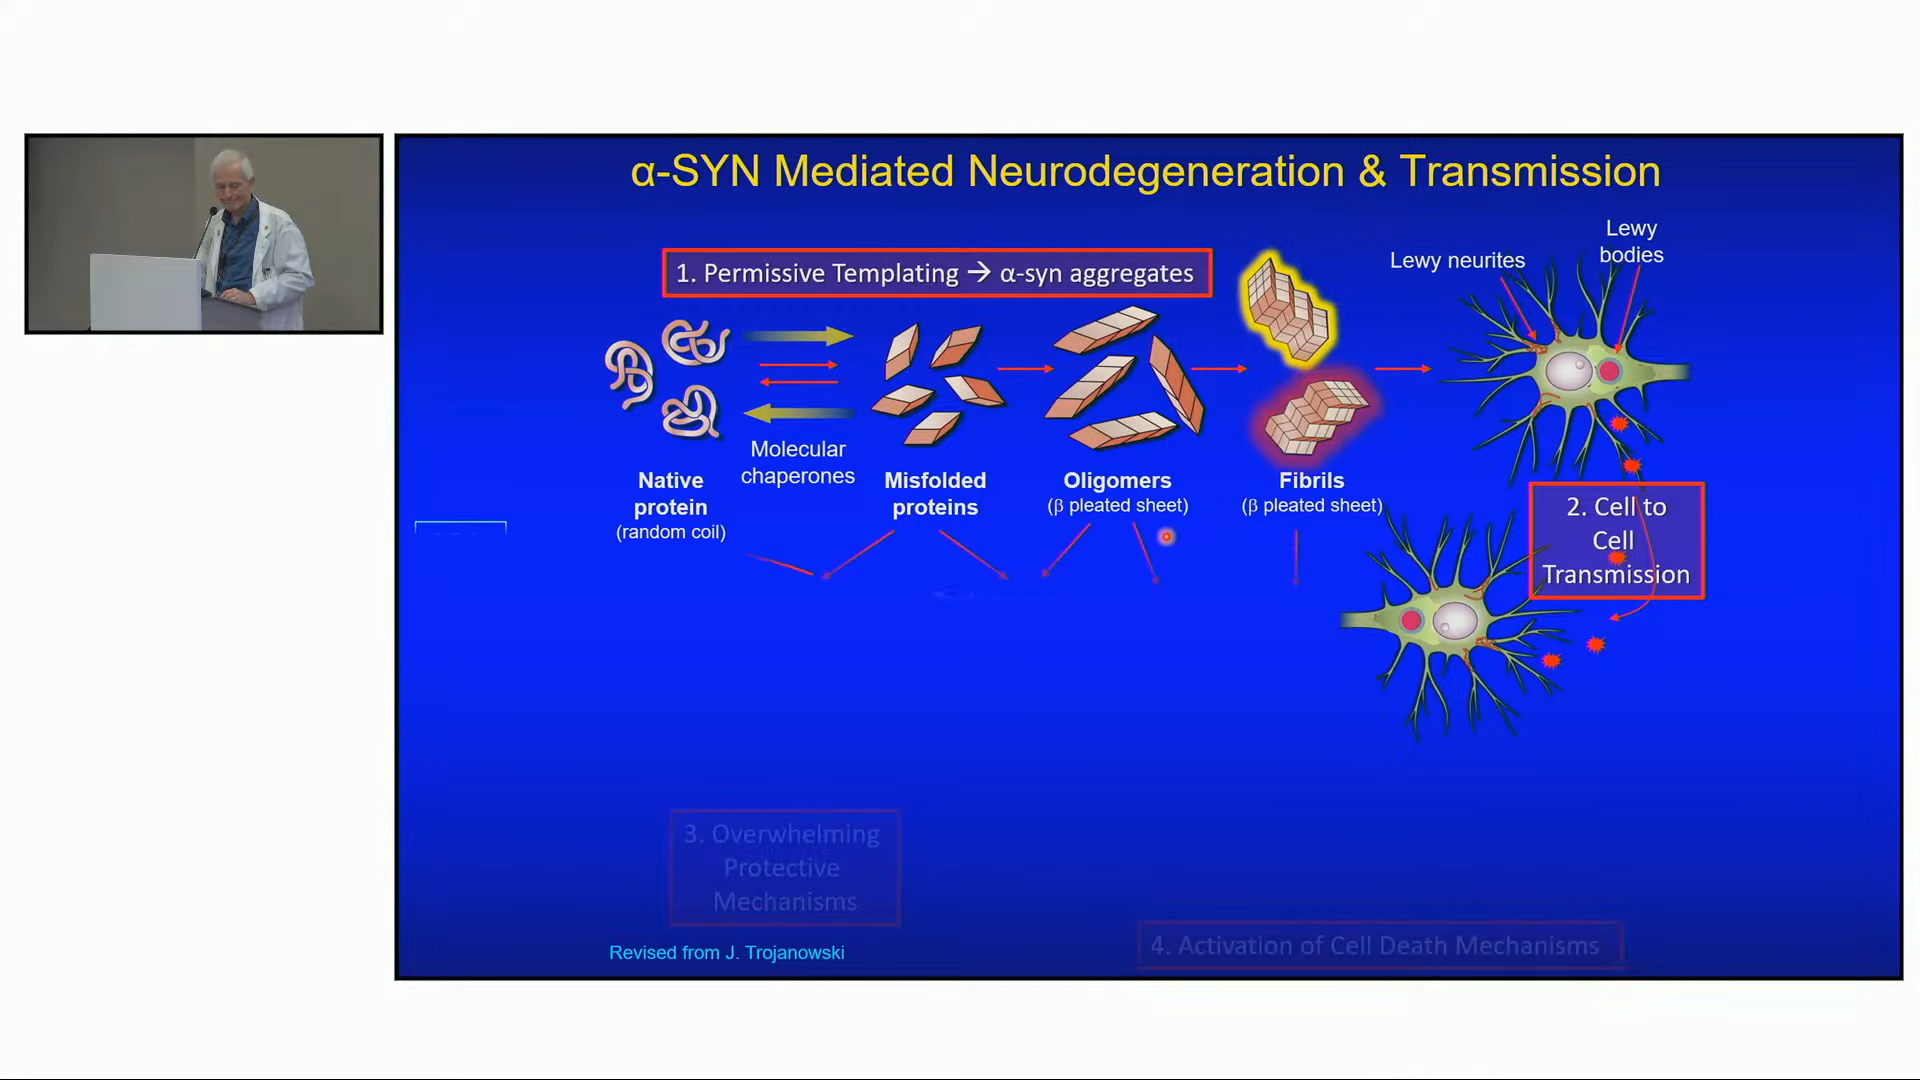 α-SYN Mediated Neurodegeneration & Transmission
Lewy
bodies
Lewy neurites
1. Permissive Templating → α-syn aggregates
Molecular
chaperones
Native
protein
(random coil)
Misfolded
proteins
Oligomers
(β pleated sheet)
Fibrils
(β pleated sheet)
2. Cell to
Cell
Transmission
3. Overwhelming
Protective
Mechanisms
4. Activation of Cell Death Mechanisms
Revised from J. Trojanowski